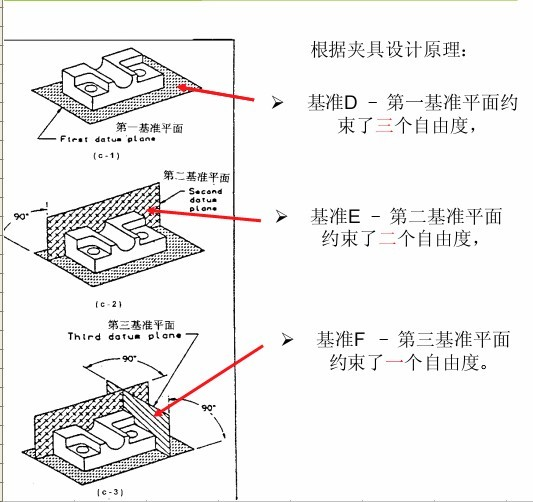 根据夹具设计原理：
第一基准平面
First datum plane
(c-1)
➢ 基准D - 第一基准平面约
束了三个自由度，
第二基准平面
Second
datum
plane
90°
(c-2)
➢ 基准E - 第二基准平面
约束了二个自由度，
第三基准平面
Third datum plane
90°
90°
(c-3)
➢ 基准F - 第三基准平面
约束了一个自由度。